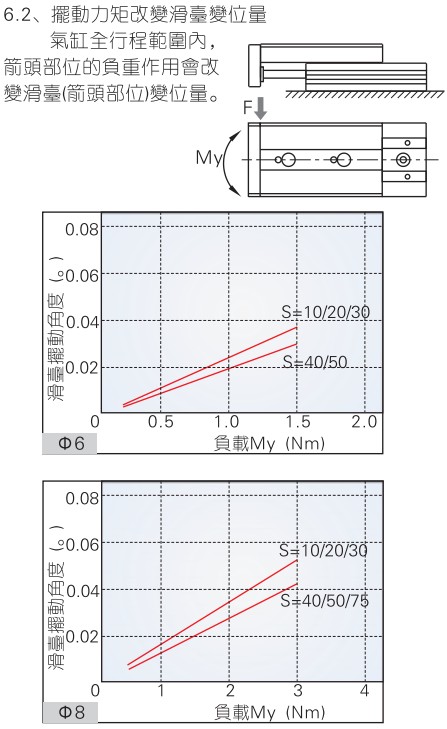 6.2、擺動力矩改變滑臺變位量
氣缸全行程範圍內，
箭頭部位的負重作用會改
變滑臺(箭頭部位)變位量。
F
My
滑臺擺動角度（。）
0.08
0.06
0.04
0.02
0
S=10/20/30
S=40/50
0.5
1.0
1.5
2.0
Φ6
負載My (Nm)
滑臺擺動角度（。）
0.08
0.06
0.04
0.02
0
S=10/20/30
S=40/50/75
1
2
3
4
Φ8
負載My (Nm)